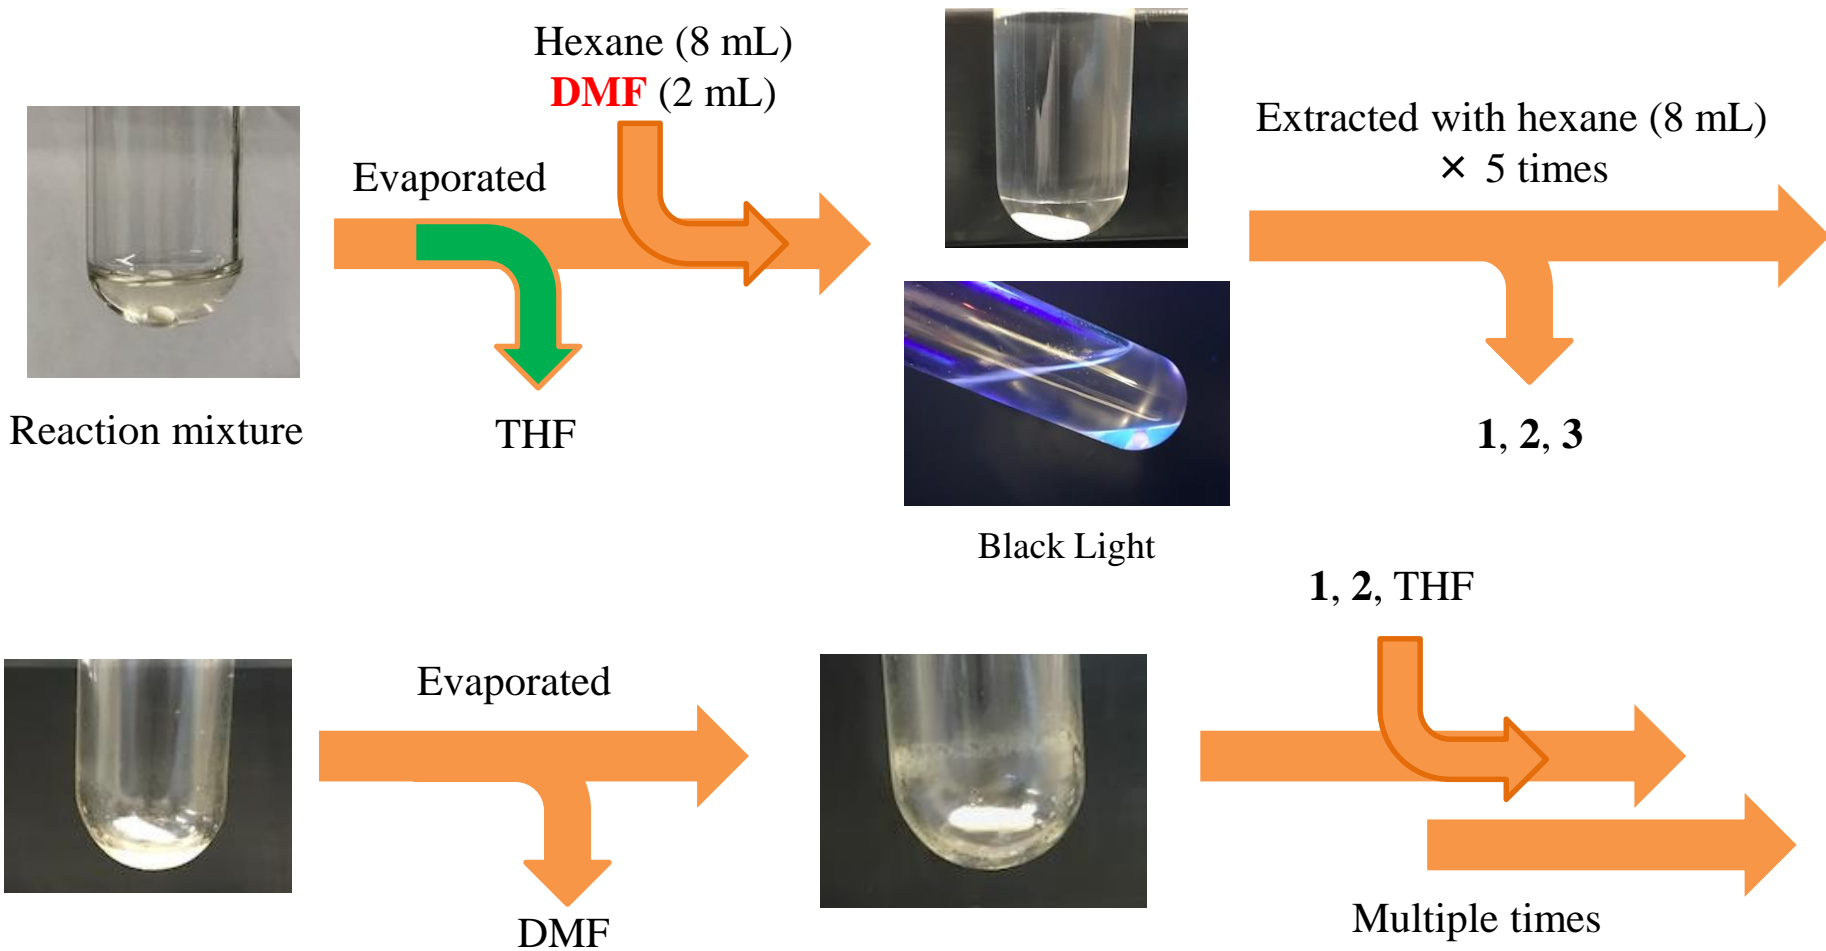 Hexane (8 mL)
DMF (2 mL)
Evaporated
Extracted with hexane (8 mL)
× 5 times
Reaction mixture
THF
Black Light
1, 2, 3
1, 2, THF
Evaporated
DMF
Multiple times